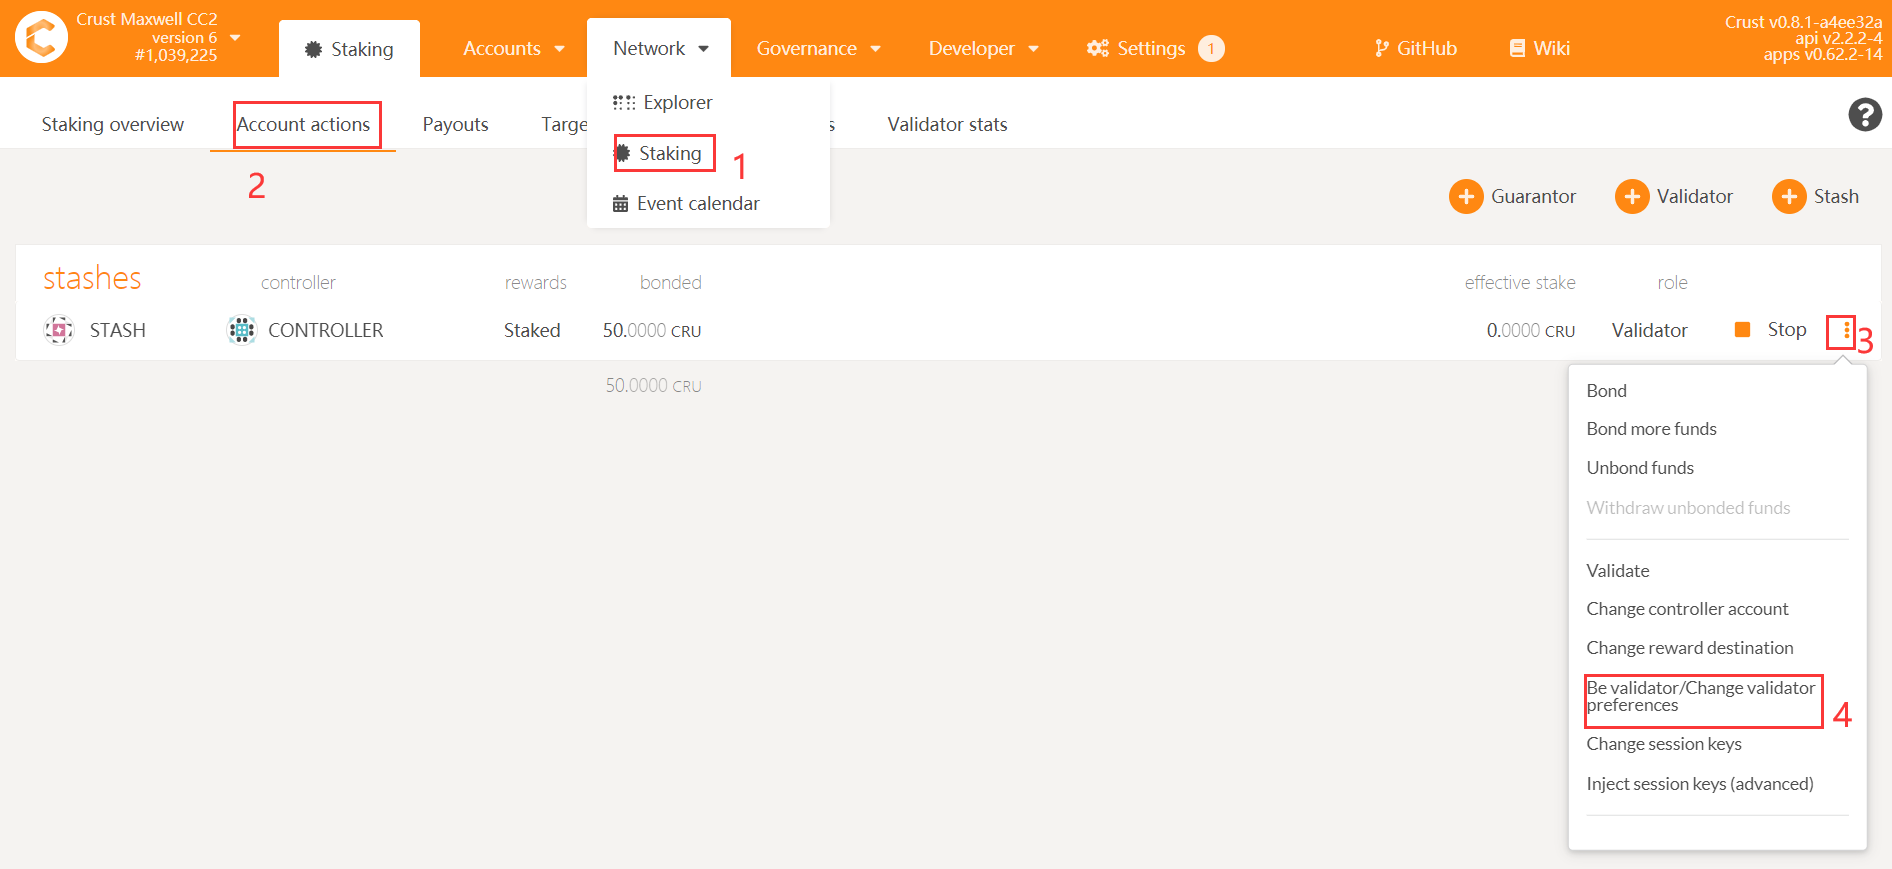 Crust Maxwell CC2
version 6
#1,039,225
Staking
Accounts
Network
Governance
Developer
Settings 1
GitHub
Wiki
Crust v0.8.1-a4ee32a
api v2.2.2-4
apps v0.62.2-14
Explorer
Staking
1
Event calendar
Staking overview
Account actions
2
Payouts
Targe
s
Validator stats
?
+ Guarantor
+ Validator
+ Stash
stashes controller rewards bonded effective stake role
STASH CONTROLLER Staked 50.0000 CRU 0.0000 CRU Validator Stop
3
50.0000 CRU
Bond
Bond more funds
Unbond funds
Withdraw unbonded funds
Validate
Change controller account
Change reward destination
Be validator/Change validator
preferences
4
Change session keys
Inject session keys (advanced)